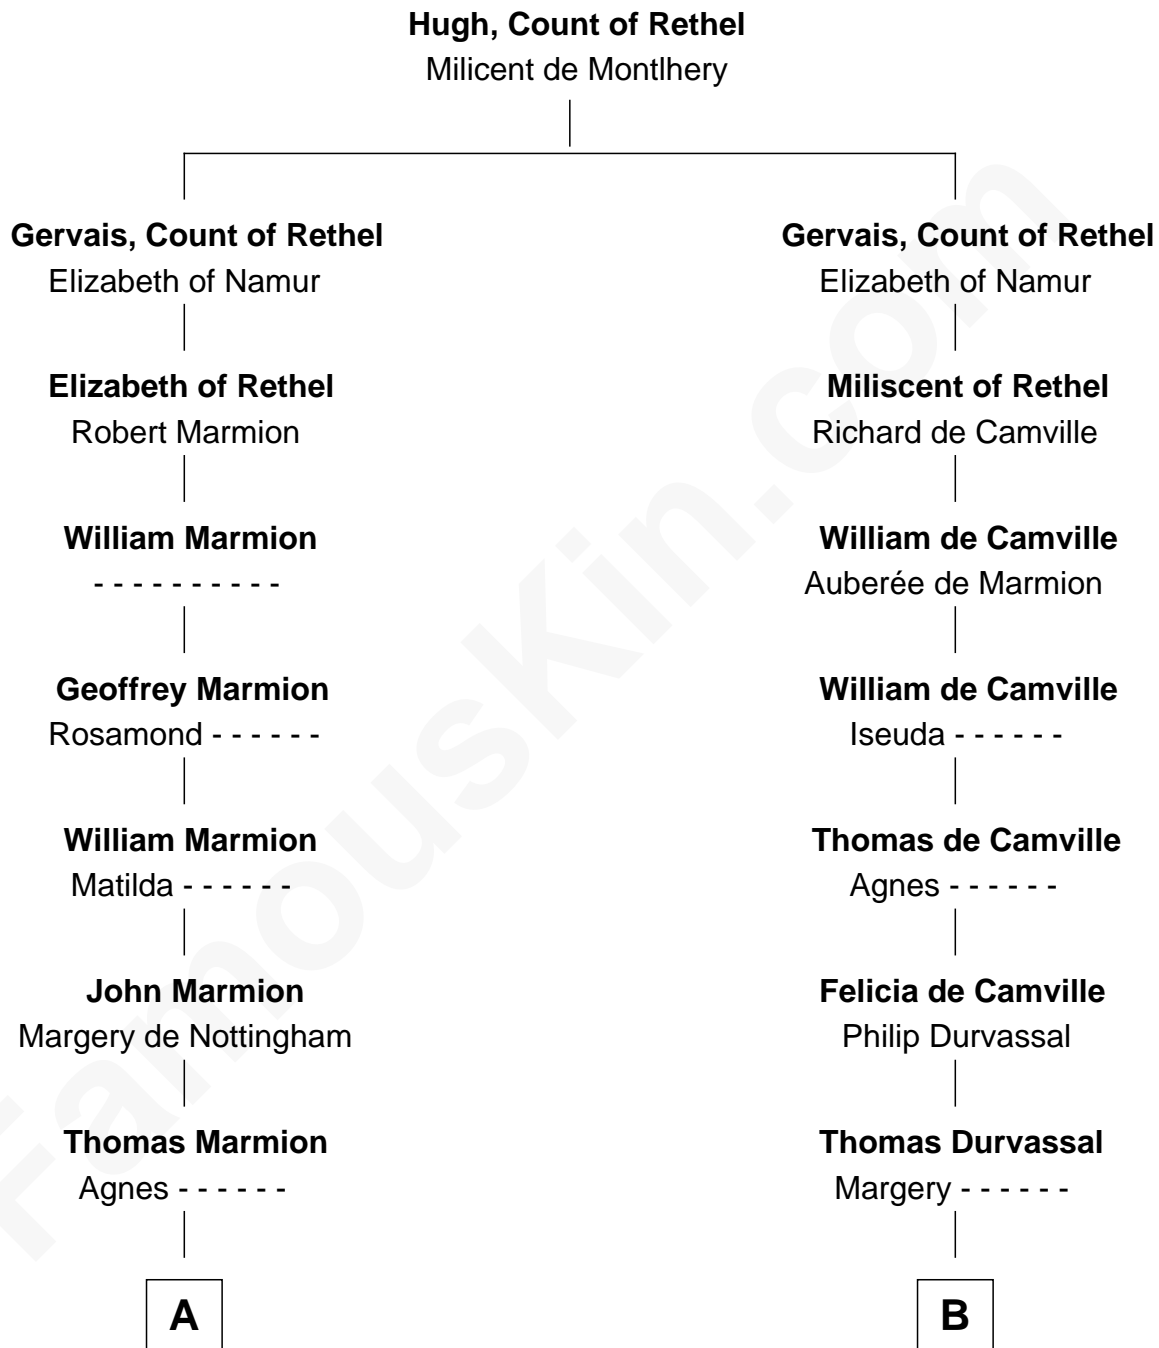 Hugh, Count of Rethel
Milicent de Montlhery
Gervais, Count of Rethel
Elizabeth of Namur
Elizabeth of Rethel
Robert Marmion
William Marmion
- - - - - - - - - -
Geoffrey Marmion
Rosamond - - - - - -
William Marmion
Matilda - - - - - -
John Marmion
Margery de Nottingham
Thomas Marmion
Agnes - - - - - -
A
Gervais, Count of Rethel
Elizabeth of Namur
Miliscent of Rethel
Richard de Camville
William de Camville
Auberée de Marmion
William de Camville
Iseuda - - - - - -
Thomas de Camville
Agnes - - - - - -
Felicia de Camville
Philip Durvassal
Thomas Durvassal
Margery - - - - - -
B
FamousKin.com